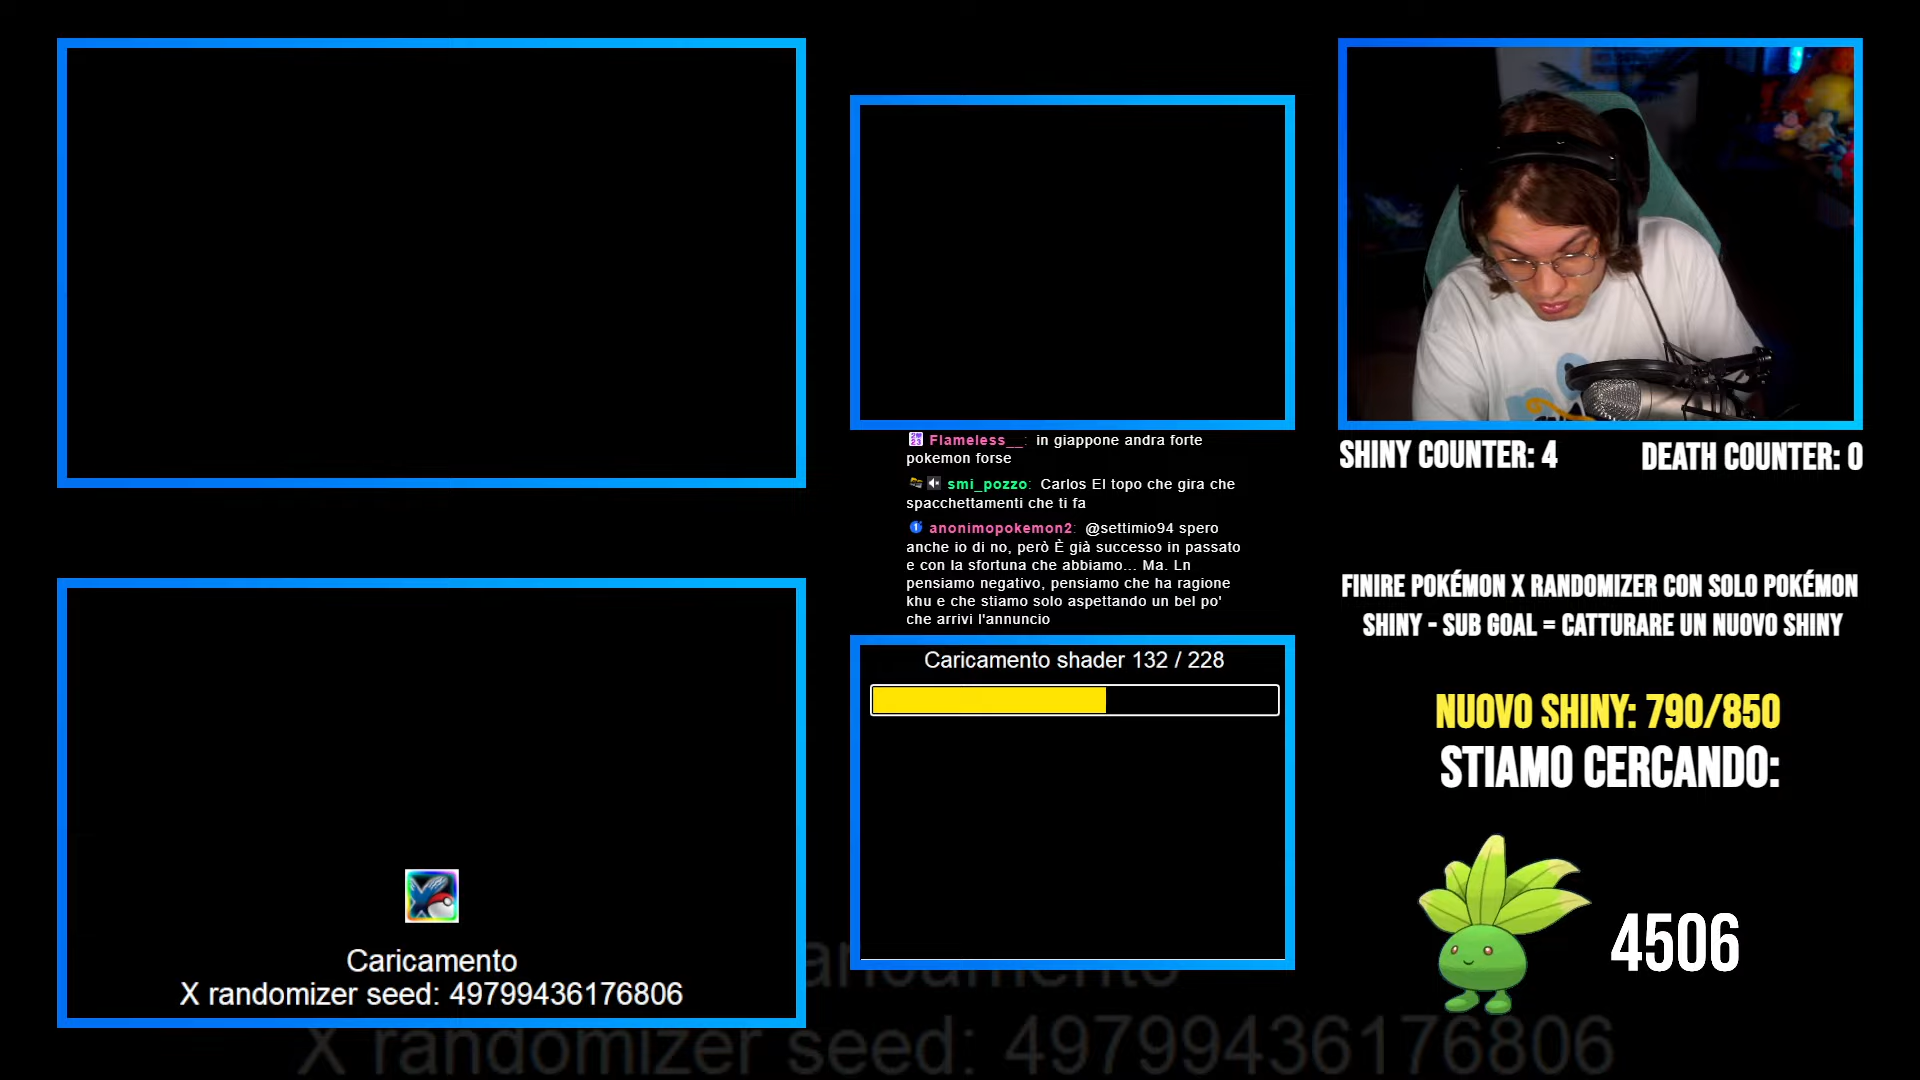 Flameless__: in giappone andra forte
pokemon forse
smi_pozzo: Carlos El topo che gira che
spacchettamenti che ti fa
anonimopokemon2: @settimio94 spero
anche io di no, però È già successo in passato
e con la sfortuna che abbiamo... Ma. Ln
pensiamo negativo, pensiamo che ha ragione
khu e che stiamo solo aspettando un bel po'
che arrivi l'annuncio
Caricamento shader 132 / 228
Caricamento
X randomizer seed: 49799436176806
X randomizer seed: 49799436176806
SHINY COUNTER: 4
DEATH COUNTER: 0
FINIRE POKÉMON X RANDOMIZER CON SOLO POKÉMON
SHINY - SUB GOAL = CATTURARE UN NUOVO SHINY
NUOVO SHINY: 790/850
STIAMO CERCANDO:
4506